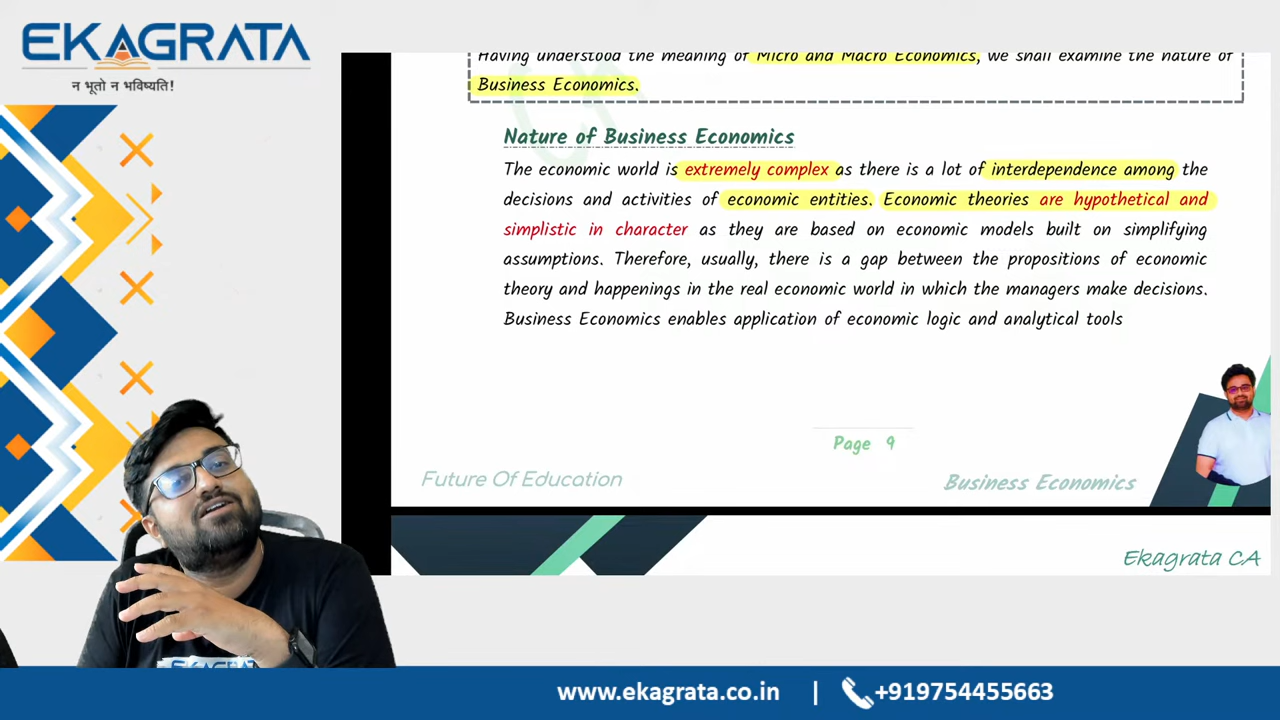 EKAGRATA
न भूतो न भविष्यति!
Having understood the meaning of Micro and Macro Economics, we shall examine the nature of
Business Economics.
Nature of Business Economics
The economic world is extremely complex as there is a lot of interdependence among the
decisions and activities of economic entities. Economic theories are hypothetical and
simplistic in character as they are based on economic models built on simplifying
assumptions. Therefore, usually, there is a gap between the propositions of economic
theory and happenings in the real economic world in which the managers make decisions.
Business Economics enables application of economic logic and analytical tools
Page 9
Future Of Education
Business Economics
Ekagrata CA
EKAGRATA
www.ekagrata.co.in | +919754455663